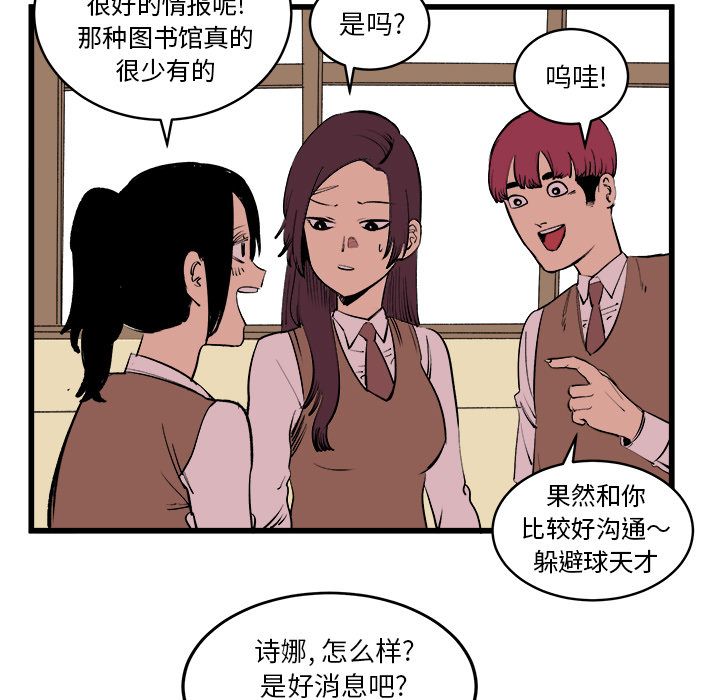 很好的情报呢!
那种图书馆真的
很少有的
是吗?
呜哇!
果然和你
比较好沟通～
躲避球天才
诗娜, 怎么样?
是好消息吧?